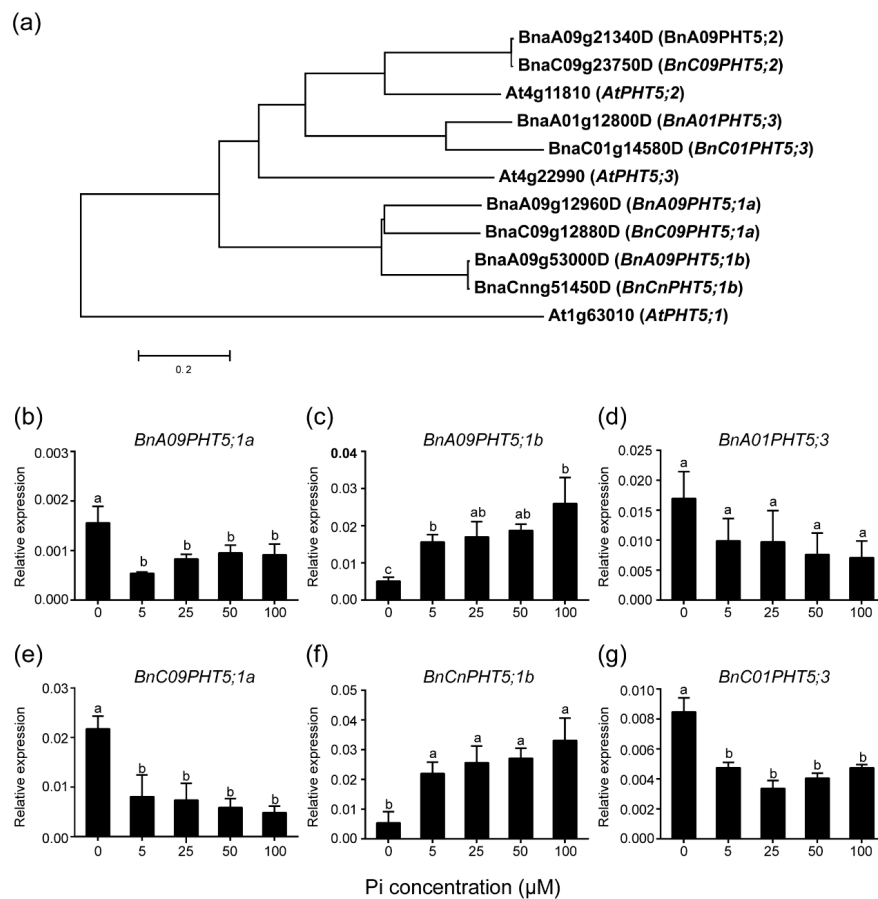 (a)
BnaA09g21340D (BnA09PHT5;2)
BnaC09g23750D (BnC09PHT5;2)
At4g11810 (AtPHT5;2)
BnaA01g12800D (BnA01PHT5;3)
BnaC01g14580D (BnC01PHT5;3)
At4g22990 (AtPHT5;3)
BnaA09g12960D (BnA09PHT5;1a)
BnaC09g12880D (BnC09PHT5;1a)
BnaA09g53000D (BnA09PHT5;1b)
BnaCnng51450D (BnCnPHT5;1b)
At1g63010 (AtPHT5;1)
0.2
(b)
BnA09PHT5;1a
Relative expression
0.003
0.002
0.001
0.000
a
b
b
b
b
0 5 25 50 100
(c)
BnA09PHT5;1b
Relative expression
0.04
0.03
0.02
0.01
0.00
c
b
ab
ab
b
0 5 25 50 100
(d)
BnA01PHT5;3
Relative expression
0.025
0.020
0.015
0.010
0.005
0.000
a
a
a
a
a
0 5 25 50 100
(e)
BnC09PHT5;1a
Relative expression
0.03
0.02
0.01
0.00
a
b
b
b
b
0 5 25 50 100
(f)
BnCnPHT5;1b
Relative expression
0.05
0.04
0.03
0.02
0.01
0.00
b
a
a
a
a
0 5 25 50 100
(g)
BnC01PHT5;3
Relative expression
0.010
0.008
0.006
0.004
0.002
0.000
a
b
b
b
b
0 5 25 50 100
Pi concentration (μM)